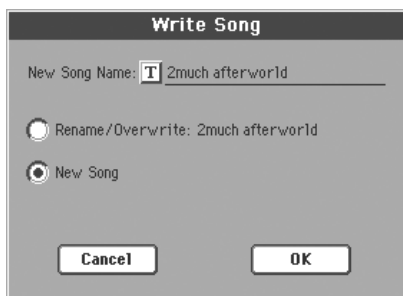 Write Song
New Song Name: T 2much afterworld
Rename/Overwrite: 2much afterworld
New Song
Cancel OK